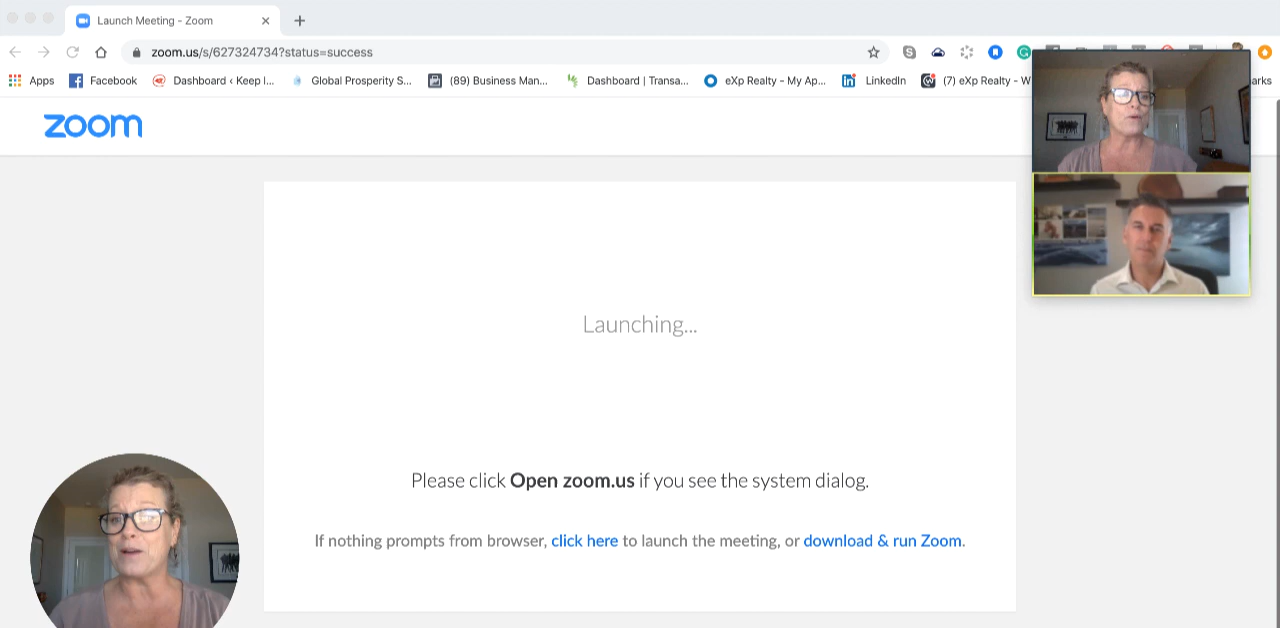 Launch Meeting - Zoom
zoom.us/s/627324734?status=success
Apps
Facebook
Dashboard ‹ Keep I...
Global Prosperity S...
(89) Business Man...
Dashboard | Transa...
eXp Realty - My Ap...
LinkedIn
(7) eXp Realty - W
arks
zoom
Launching...
Please click Open zoom.us if you see the system dialog.
If nothing prompts from browser, click here to launch the meeting, or download & run Zoom.